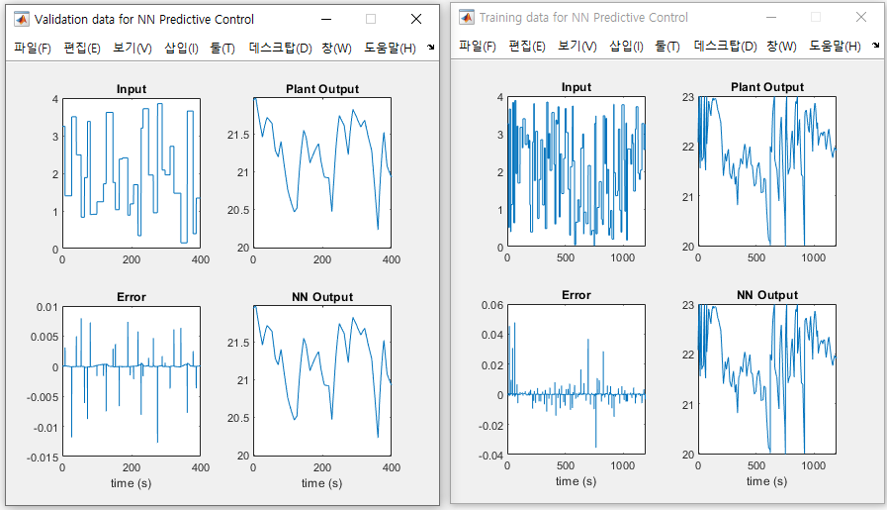 Validation data for NN Predictive Control
파일(F) 편집(E) 보기(V) 삽입(I) 툴(T) 데스크탑(D) 창(W) 도움말(H)
Input
4
3
2
1
0
0 200 400
Plant Output
21.5
21
20.5
20
0 200 400
Error
0.01
0.005
0
-0.005
-0.01
-0.015
0 200 400
time (s)
NN Output
21.5
21
20.5
20
0 200 400
time (s)
Training data for NN Predictive Control
파일(F) 편집(E) 보기(V) 삽입(I) 툴(T) 데스크탑(D) 창(W) 도움말(H)
Input
4
3
2
1
0
0 500 1000
Plant Output
23
22
21
20
0 500 1000
Error
0.06
0.04
0.02
0
-0.02
-0.04
0 500 1000
time (s)
NN Output
23
22
21
20
0 500 1000
time (s)